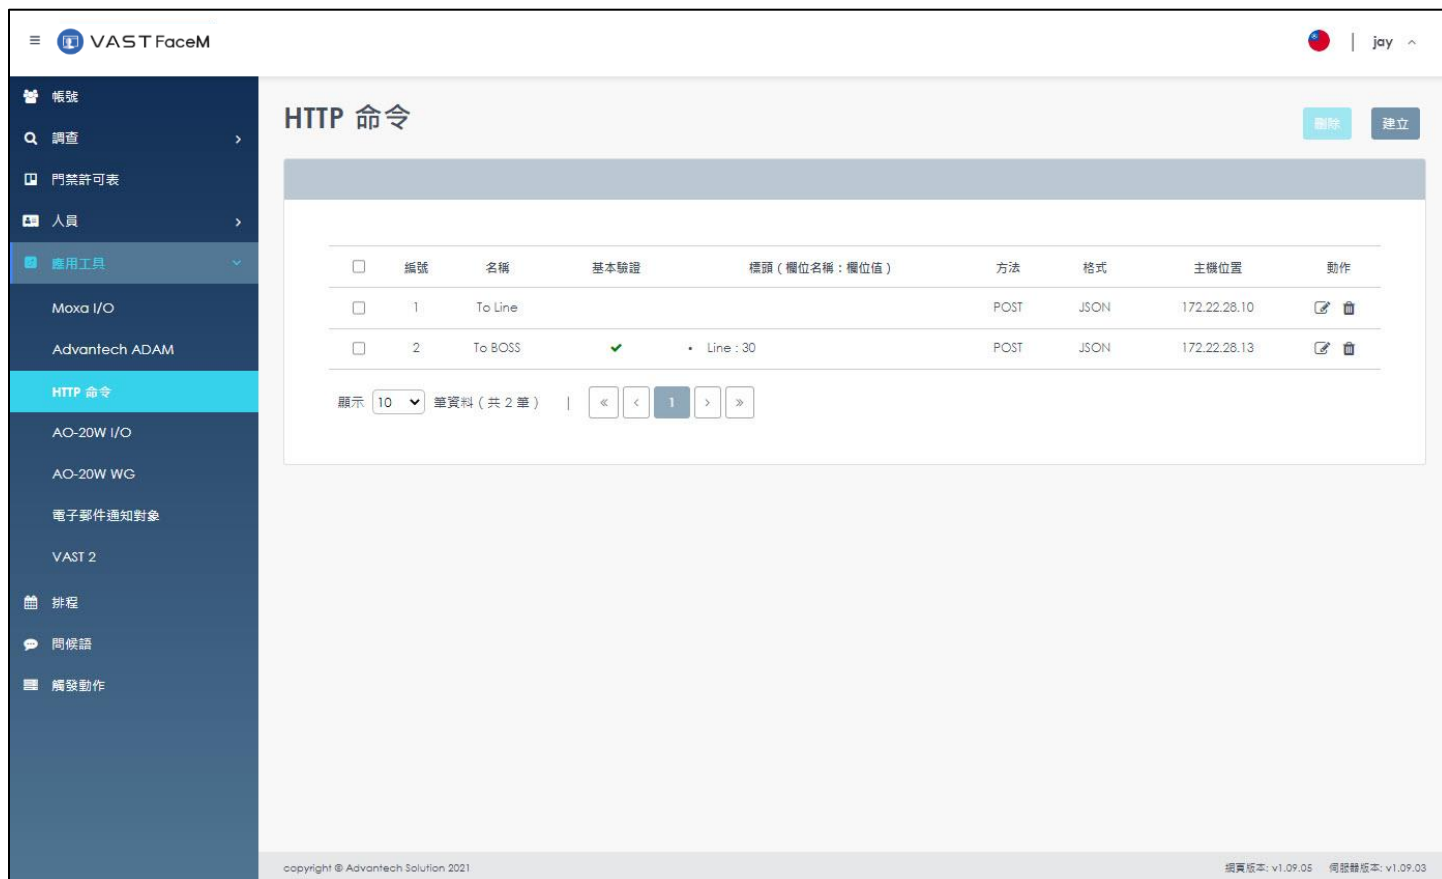 VAST FaceM
jay
帳號
調查
門禁許可表
人員
應用工具
Moxa I/O
Advantech ADAM
HTTP 命令
AO-20W I/O
AO-20W WG
電子郵件通知對象
VAST 2
排程
問候語
觸發動作
HTTP 命令
刪除 建立
編號 名稱 基本驗證 標頭 ( 欄位名稱 : 欄位值 ) 方法 格式 主機位置 動作
1 To Line POST JSON 172.22.28.10
2 To BOSS ✔ • Line : 30 POST JSON 172.22.28.13
顯示 10 筆資料 ( 共 2 筆 ) | « < 1 > »
copyright © Advantech Solution 2021 網頁版本: v1.09.05 伺服器版本: v1.09.03